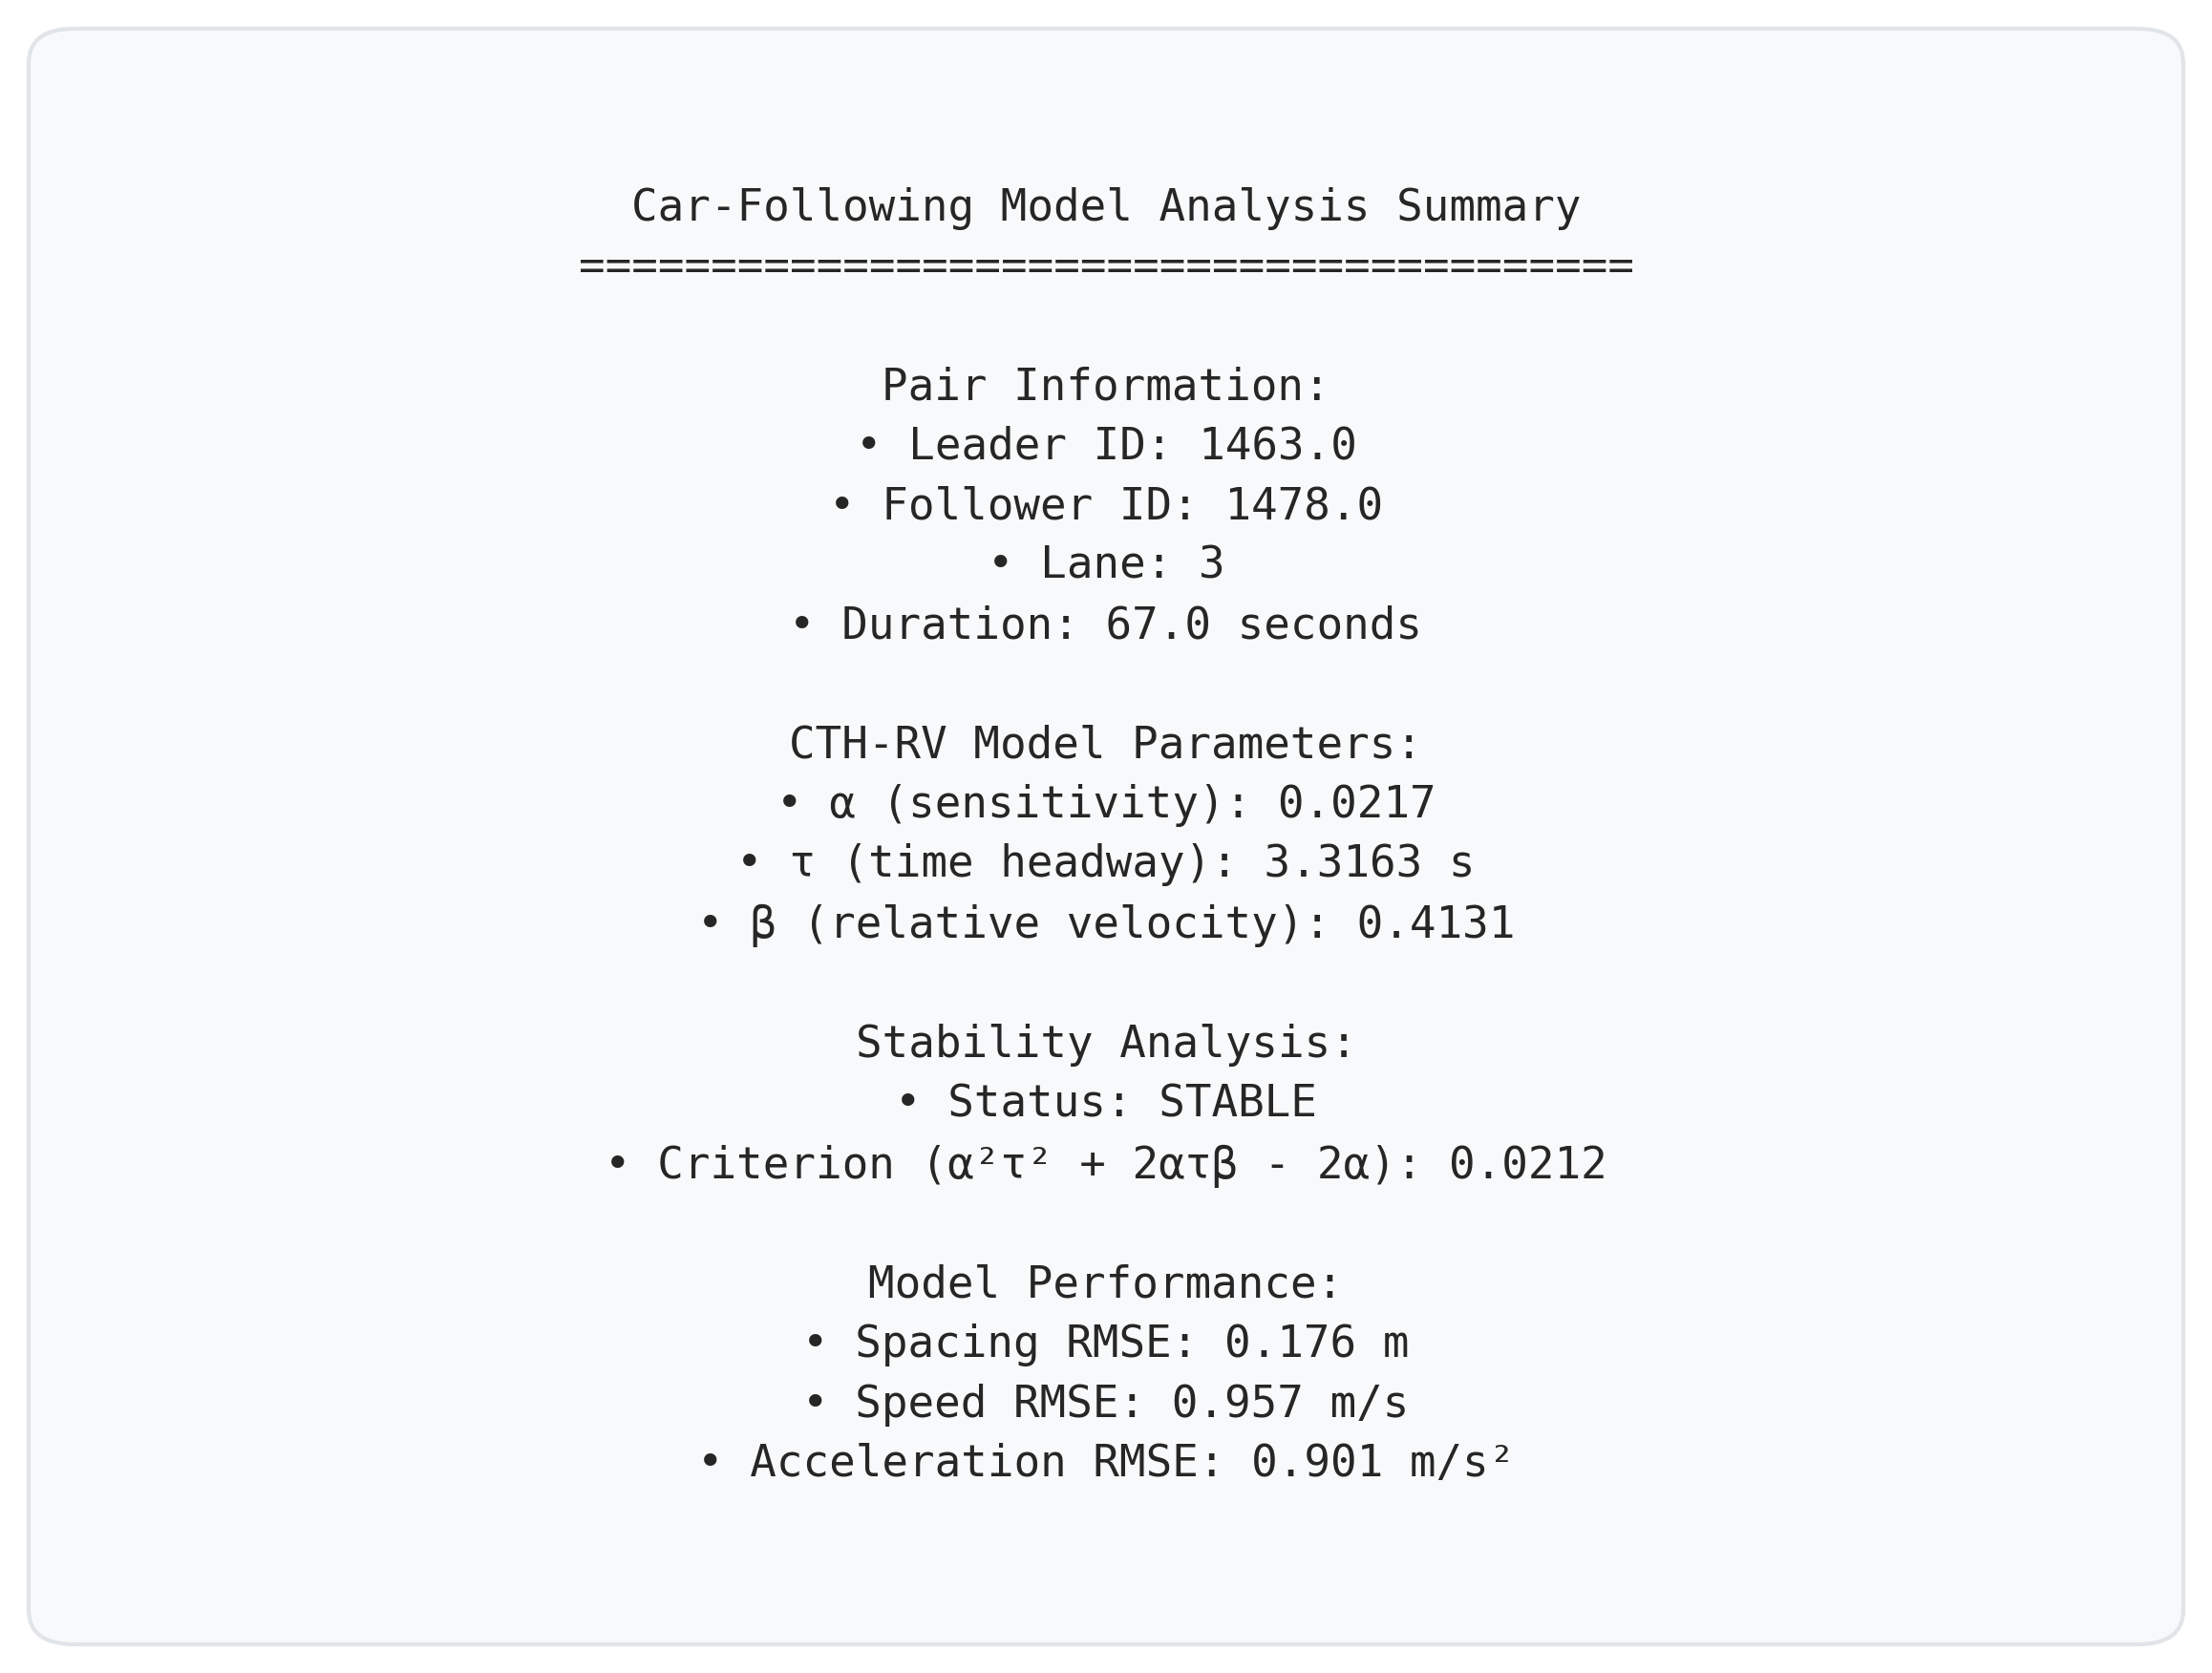 Car-Following Model Analysis Summary
========================================
Pair Information:
• Leader ID: 1463.0
• Follower ID: 1478.0
• Lane: 3
• Duration: 67.0 seconds
CTH-RV Model Parameters:
• α (sensitivity): 0.0217
• τ (time headway): 3.3163 s
• β (relative velocity): 0.4131
Stability Analysis:
• Status: STABLE
• Criterion (α²τ² + 2ατβ - 2α): 0.0212
Model Performance:
• Spacing RMSE: 0.176 m
• Speed RMSE: 0.957 m/s
• Acceleration RMSE: 0.901 m/s²